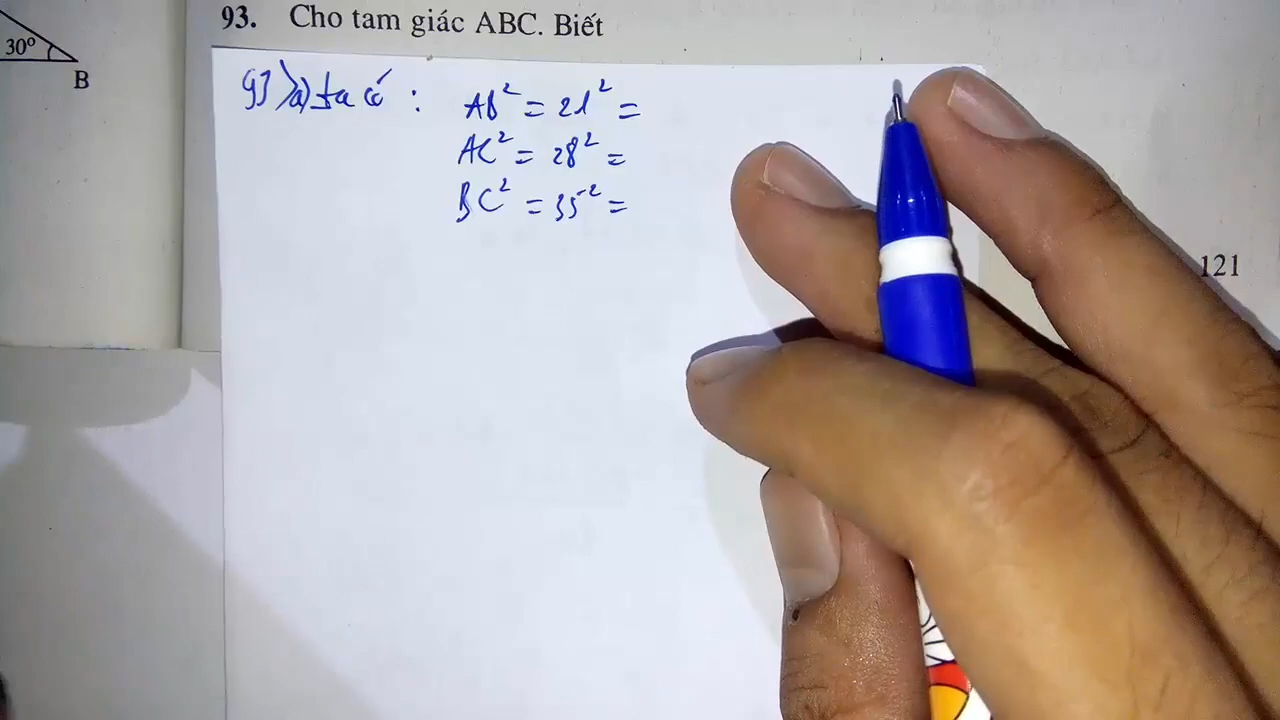 93. Cho tam giác ABC. Biết
30°
B
93) a) ta có : AB² = 21² =
AC² = 28² =
BC² = 35² =
121